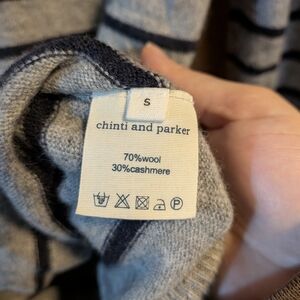 S
chinti and parker
70%wool
30%cashmere
P